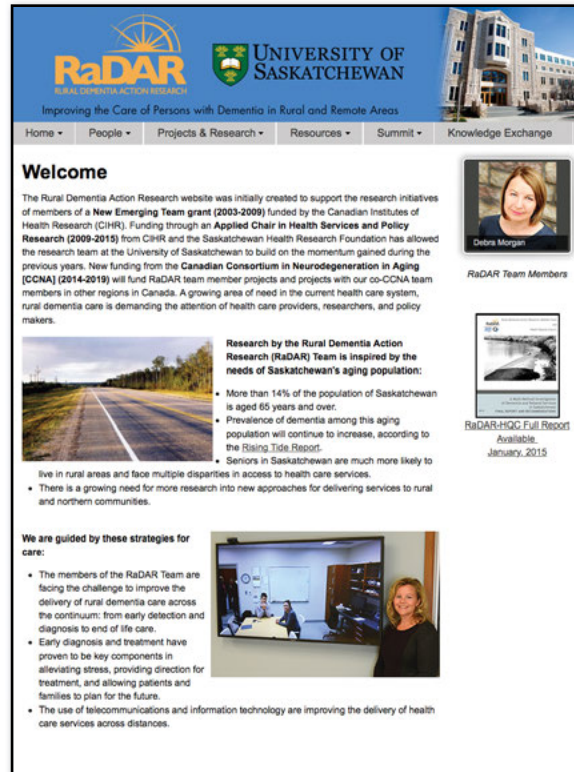 RaDAR
RURAL DEMENTIA ACTION RESEARCH
UNIVERSITY OF
SASKATCHEWAN
Improving the Care of Persons with Dementia in Rural and Remote Areas
Home
People
Projects & Research
Resources
Summit
Knowledge Exchange
Welcome
The Rural Dementia Action Research website was initially created to support the research initiatives
of members of a New Emerging Team grant (2003-2009) funded by the Canadian Institutes of
Health Research (CIHR). Funding through an Applied Chair in Health Services and Policy
Research (2009-2015) from CIHR and the Saskatchewan Health Research Foundation has allowed
the research team at the University of Saskatchewan to build on the momentum gained during the
previous years. New funding from the Canadian Consortium in Neurodegeneration in Aging
[CCNA] (2014-2019) will fund RaDAR team member projects and projects with our co-CCNA team
members in other regions in Canada. A growing area of need in the current health care system,
rural dementia care is demanding the attention of health care providers, researchers, and policy
makers.
Debra Morgan
RaDAR Team Members
Research by the Rural Dementia Action
Research (RaDAR) Team is inspired by the
needs of Saskatchewan's aging population:
• More than 14% of the population of Saskatchewan
is aged 65 years and over.
• Prevalence of dementia among this aging
population will continue to increase, according to
the Rising Tide Report.
• Seniors in Saskatchewan are much more likely to
live in rural areas and face multiple disparities in access to health care services.
• There is a growing need for more research into new approaches for delivering services to rural
and northern communities.
RaDAR-HQC Full Report
Available
January, 2015
We are guided by these strategies for
care:
• The members of the RaDAR Team are
facing the challenge to improve the
delivery of rural dementia care across
the continuum: from early detection and
diagnosis to end of life care.
• Early diagnosis and treatment have
proven to be key components in
alleviating stress, providing direction for
treatment, and allowing patients and
families to plan for the future.
• The use of telecommunications and information technology are improving the delivery of health
care services across distances.